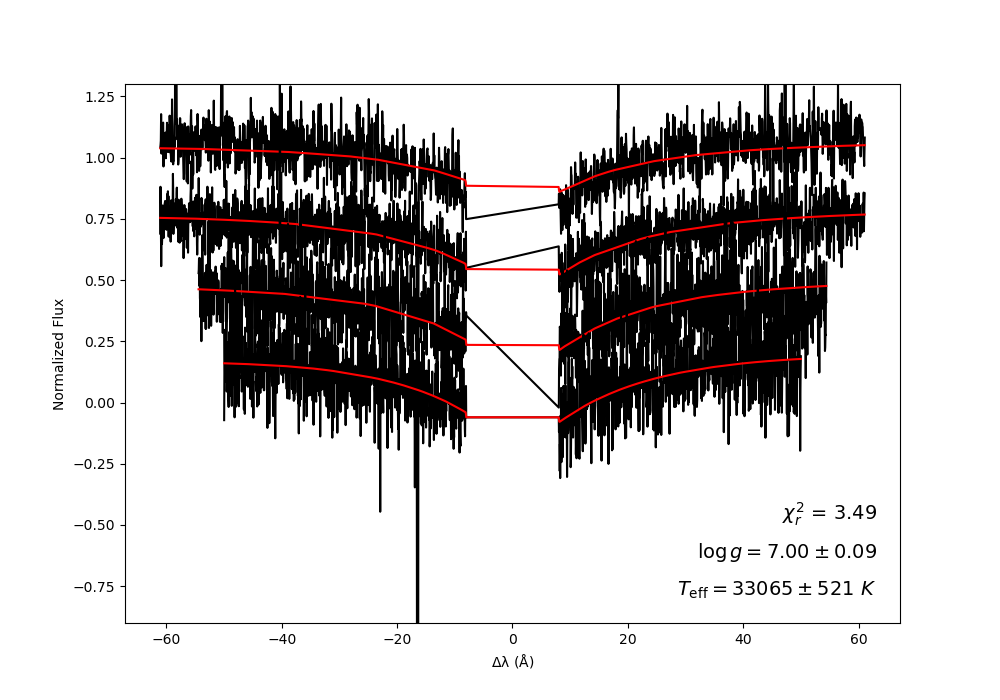 1.25
1.00
0.75
0.50
0.25
0.00
−0.25
−0.50
−0.75
Normalized Flux
χ²ᵣ = 3.49
log g = 7.00 ± 0.09
T_eff = 33065 ± 521 K
−60 −40 −20 0 20 40 60
Δλ (Å)